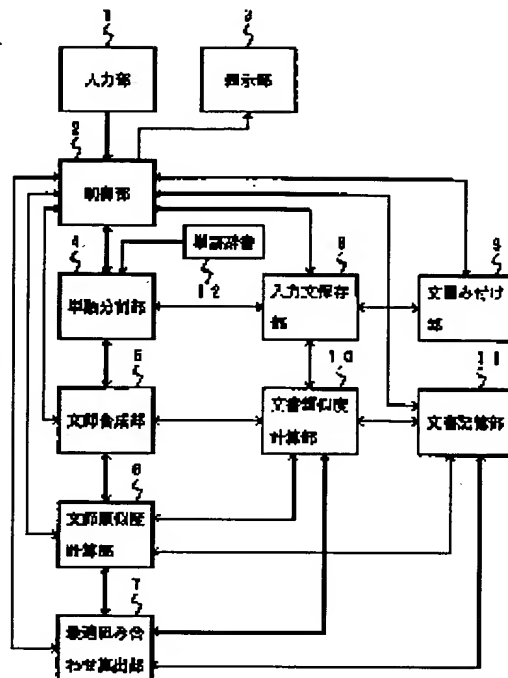 1
3
入力部
表示部
2
制御部
単語辞書
4
12
8
9
単語分割部
入力文保存
部
文重み付け
部
5
10
11
文節合成部
文書類似度
計算部
文書記憶部
6
文節類似度
計算部
7
最適組み合
わせ算出部